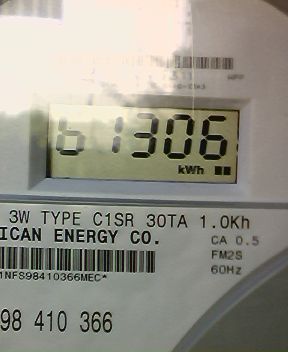 61306
kWh
3W TYPE C1SR 30TA 1.0Kh
ICAN ENERGY CO.
CA 0.5
FM2S
60Hz
1NFS98410366MEC*
98 410 366